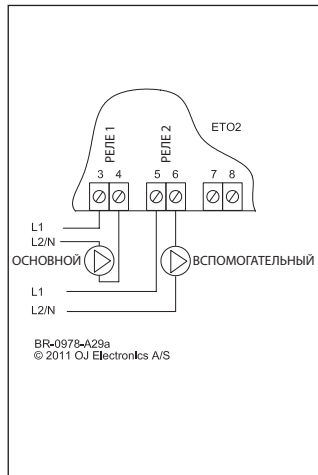 ETO2
РЕЛЕ 1
РЕЛЕ 2
3 4 5 6 7 8
L1
L2/N
ОСНОВНОЙ
ВСПОМОГАТЕЛЬНЫЙ
L1
L2/N
BR-0978-A29a
© 2011 OJ Electronics A/S